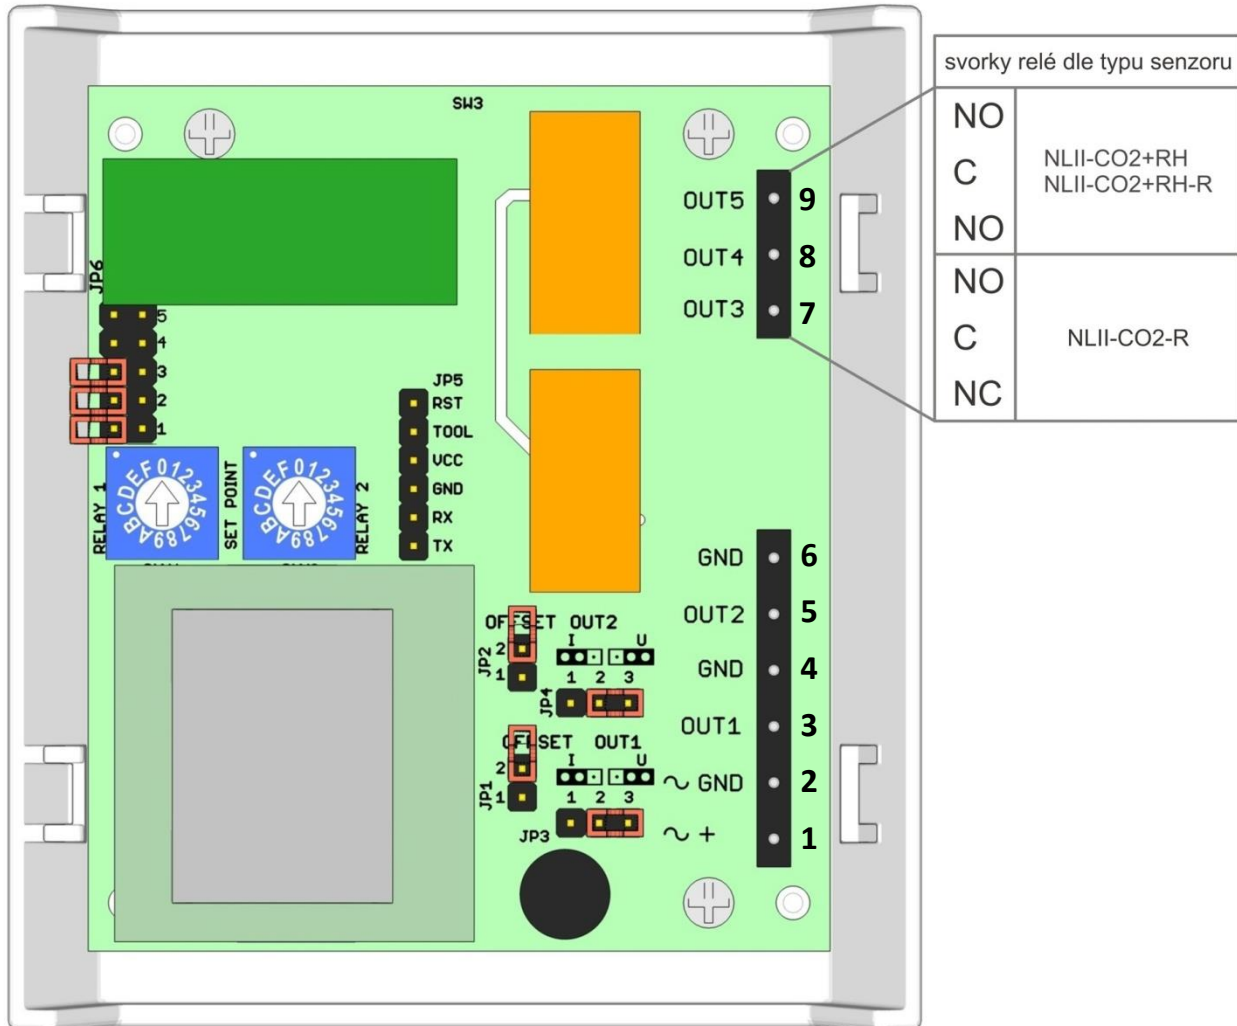 svorky relé dle typu senzoru
NO
C
NO
NLII-CO2+RH
NLII-CO2+RH-R
NO
C
NC
NLII-CO2-R
SW3
OUT5 9
OUT4 8
OUT3 7
JP6
5
4
3
2
1
JP5
RST
TOOL
VCC
GND
RX
TX
RELAY 1
0123456789ABCDEF
SET POINT
0123456789ABCDEF
RELAY 2
GND 6
OUT2 5
GND 4
OUT1 3
~ GND 2
~ + 1
OFFSET OUT2
I U
JP2
2
1
1 2 3
JP4
OFFSET OUT1
I U
JP1
2
1
1 2 3
JP3